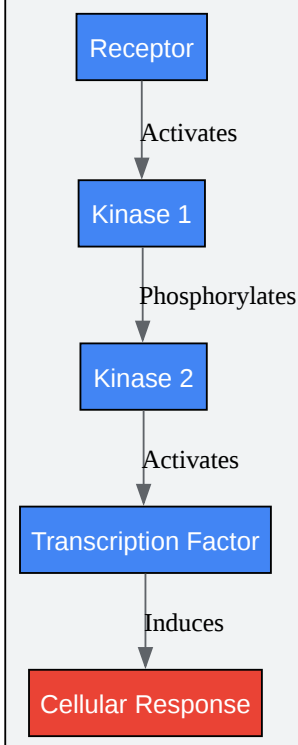 Receptor
Activates
Kinase 1
Phosphorylates
Kinase 2
Activates
Transcription Factor
Induces
Cellular Response